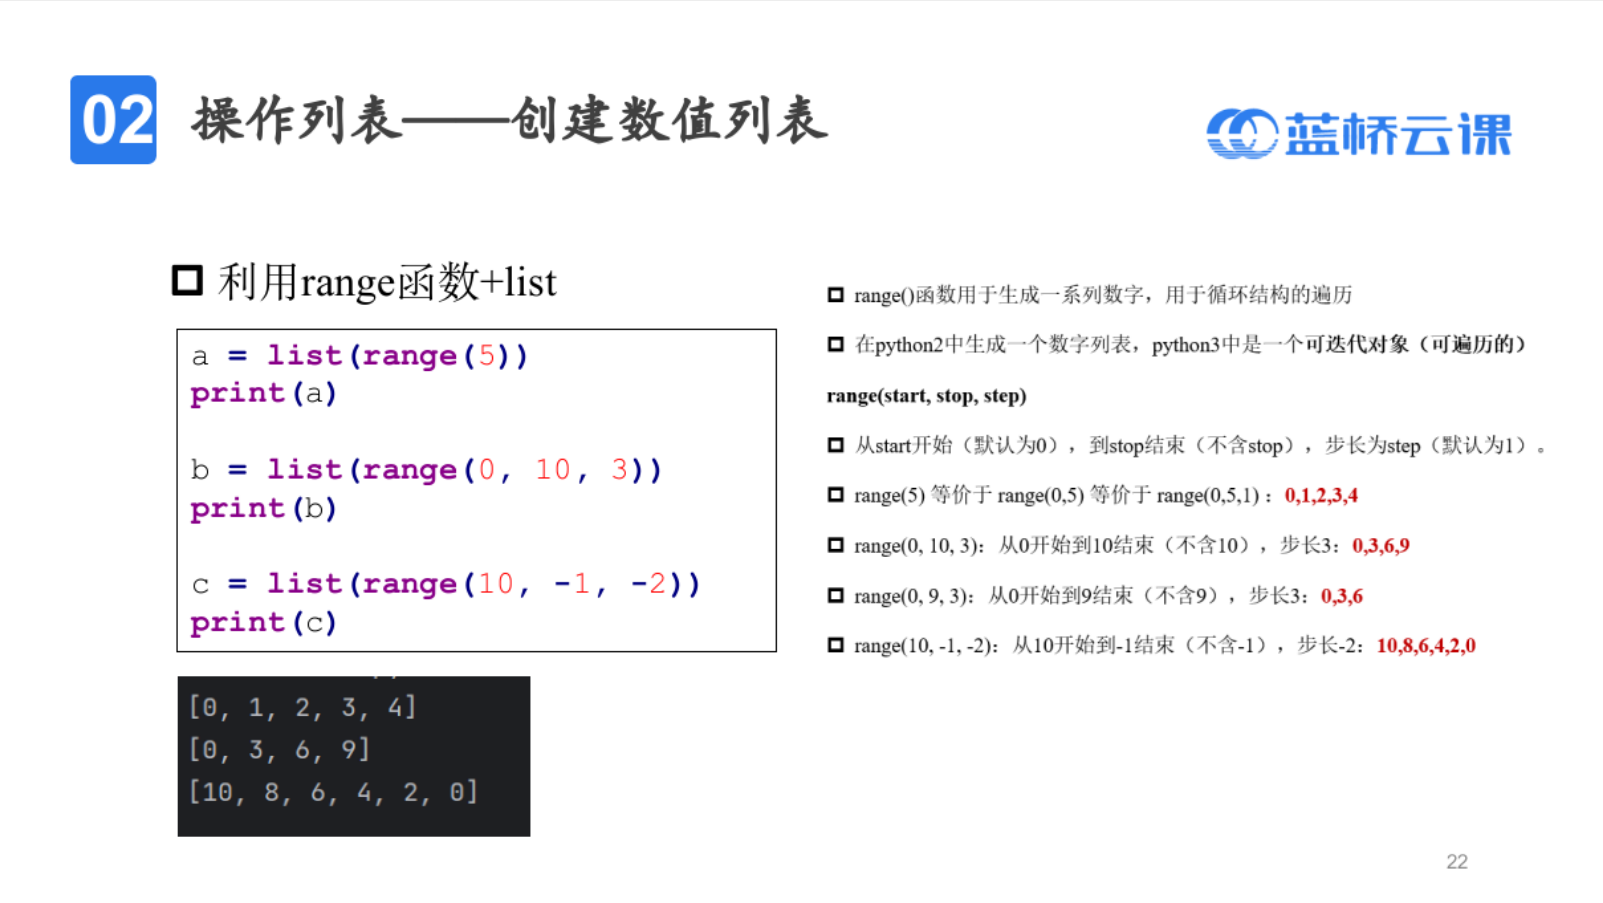 02 操作列表——创建数值列表
蓝桥云课
利用range函数+list
a = list(range(5))
print(a)
b = list(range(0, 10, 3))
print(b)
c = list(range(10, -1, -2))
print(c)
[0, 1, 2, 3, 4]
[0, 3, 6, 9]
[10, 8, 6, 4, 2, 0]
range()函数用于生成一系列数字，用于循环结构的遍历
在python2中生成一个数字列表，python3中是一个可迭代对象（可遍历的）
range(start, stop, step)
从start开始（默认为0），到stop结束（不含stop），步长为step（默认为1）。
range(5) 等价于 range(0,5) 等价于 range(0,5,1)：0,1,2,3,4
range(0, 10, 3)：从0开始到10结束（不含10），步长3：0,3,6,9
range(0, 9, 3)：从0开始到9结束（不含9），步长3：0,3,6
range(10, -1, -2)：从10开始到-1结束（不含-1），步长-2：10,8,6,4,2,0
22